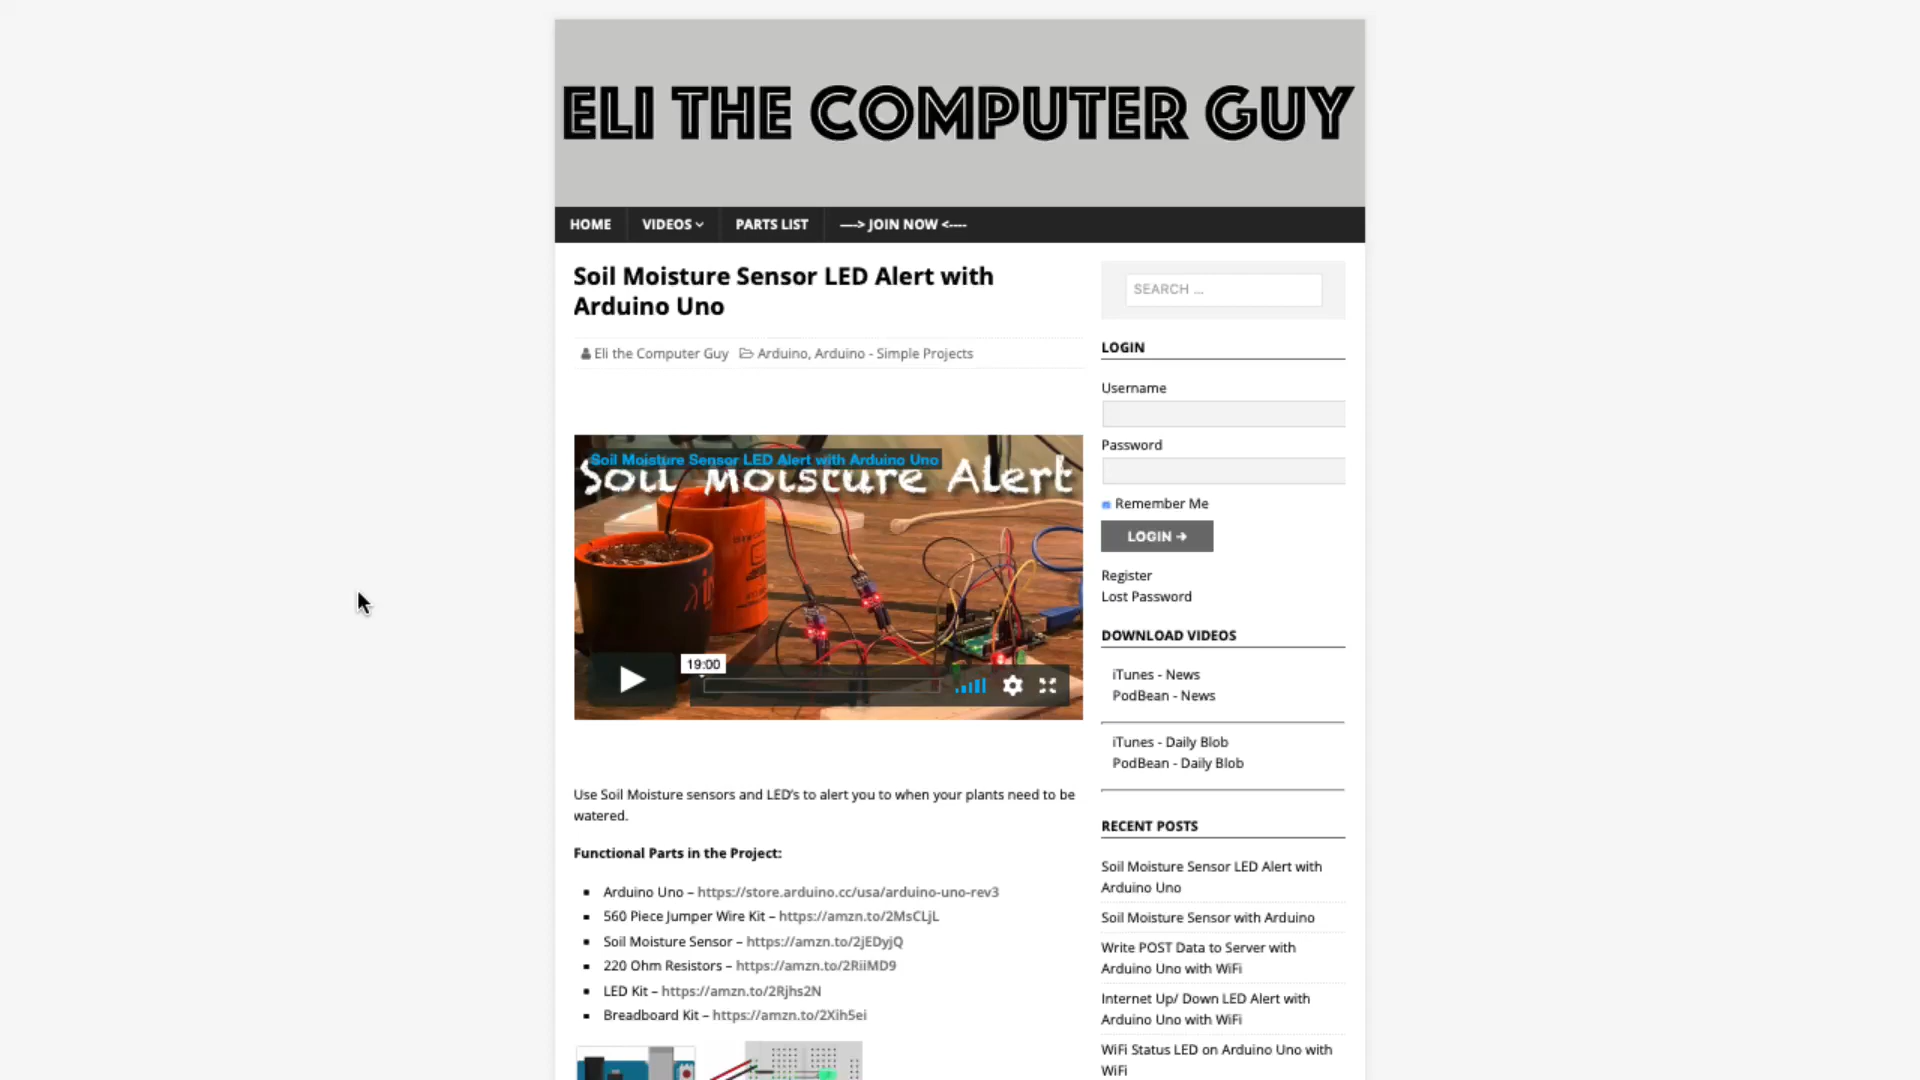 ELI THE COMPUTER GUY
HOME
VIDEOS
PARTS LIST
----> JOIN NOW <----
Soil Moisture Sensor LED Alert with
Arduino Uno
Eli the Computer Guy
Arduino, Arduino - Simple Projects
Soil Moisture Sensor LED Alert with Arduino Uno
Soil Moisture Alert
19:00
Use Soil Moisture sensors and LED's to alert you to when your plants need to be
watered.
Functional Parts in the Project:
Arduino Uno – https://store.arduino.cc/usa/arduino-uno-rev3
560 Piece Jumper Wire Kit – https://amzn.to/2MsCLjL
Soil Moisture Sensor – https://amzn.to/2jEDyjQ
220 Ohm Resistors – https://amzn.to/2RiiMD9
LED Kit – https://amzn.to/2Rjhs2N
Breadboard Kit – https://amzn.to/2Xih5ei
SEARCH …
LOGIN
Username
Password
Remember Me
LOGIN →
Register
Lost Password
DOWNLOAD VIDEOS
iTunes - News
PodBean - News
iTunes - Daily Blob
PodBean - Daily Blob
RECENT POSTS
Soil Moisture Sensor LED Alert with
Arduino Uno
Soil Moisture Sensor with Arduino
Write POST Data to Server with
Arduino Uno with WiFi
Internet Up/ Down LED Alert with
Arduino Uno with WiFi
WiFi Status LED on Arduino Uno with
WiFi